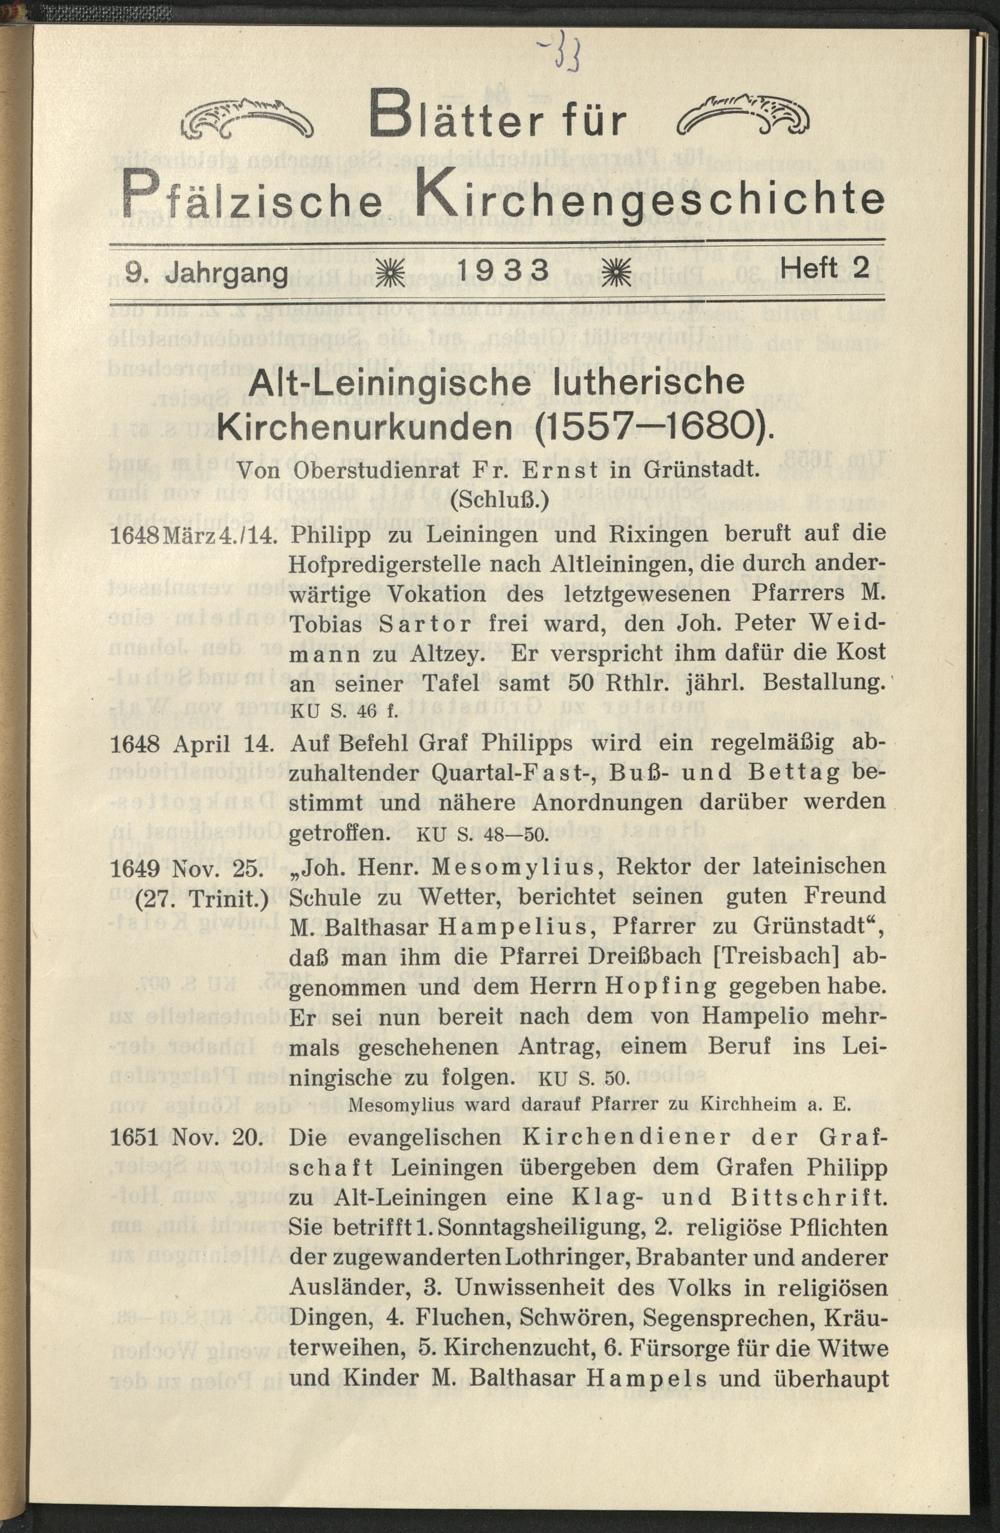 -33
Blätter für
Pfälzische Kirchengeschichte
9. Jahrgang 1933 Heft 2
Alt-Leiningische lutherische
Kirchenurkunden (1557—1680).
Von Oberstudienrat Fr. Ernst in Grünstadt.
(Schluß.)
1648 März 4./14. Philipp zu Leiningen und Rixingen beruft auf die
Hofpredigerstelle nach Altleiningen, die durch ander-
wärtige Vokation des letztgewesenen Pfarrers M.
Tobias Sartor frei ward, den Joh. Peter Weid-
mann zu Altzey. Er verspricht ihm dafür die Kost
an seiner Tafel samt 50 Rthlr. jährl. Bestallung.
KU S. 46 f.
1648 April 14. Auf Befehl Graf Philipps wird ein regelmäßig ab-
zuhaltender Quartal-Fast-, Buß- und Bettag be-
stimmt und nähere Anordnungen darüber werden
getroffen. KU S. 48—50.
1649 Nov. 25. „Joh. Henr. Mesomylius, Rektor der lateinischen
(27. Trinit.) Schule zu Wetter, berichtet seinen guten Freund
M. Balthasar Hampelius, Pfarrer zu Grünstadt“,
daß man ihm die Pfarrei Dreißbach [Treisbach] ab-
genommen und dem Herrn Hopfing gegeben habe.
Er sei nun bereit nach dem von Hampelio mehr-
mals geschehenen Antrag, einem Beruf ins Lei-
ningische zu folgen. KU S. 50.
Mesomylius ward darauf Pfarrer zu Kirchheim a. E.
1651 Nov. 20. Die evangelischen Kirchendiener der Graf-
schaft Leiningen übergeben dem Grafen Philipp
zu Alt-Leiningen eine Klag- und Bittschrift.
Sie betrifft 1. Sonntagsheiligung, 2. religiöse Pflichten
der zugewanderten Lothringer, Brabanter und anderer
Ausländer, 3. Unwissenheit des Volks in religiösen
Dingen, 4. Fluchen, Schwören, Segensprechen, Kräu-
terweihen, 5. Kirchenzucht, 6. Fürsorge für die Witwe
und Kinder M. Balthasar Hampels und überhaupt